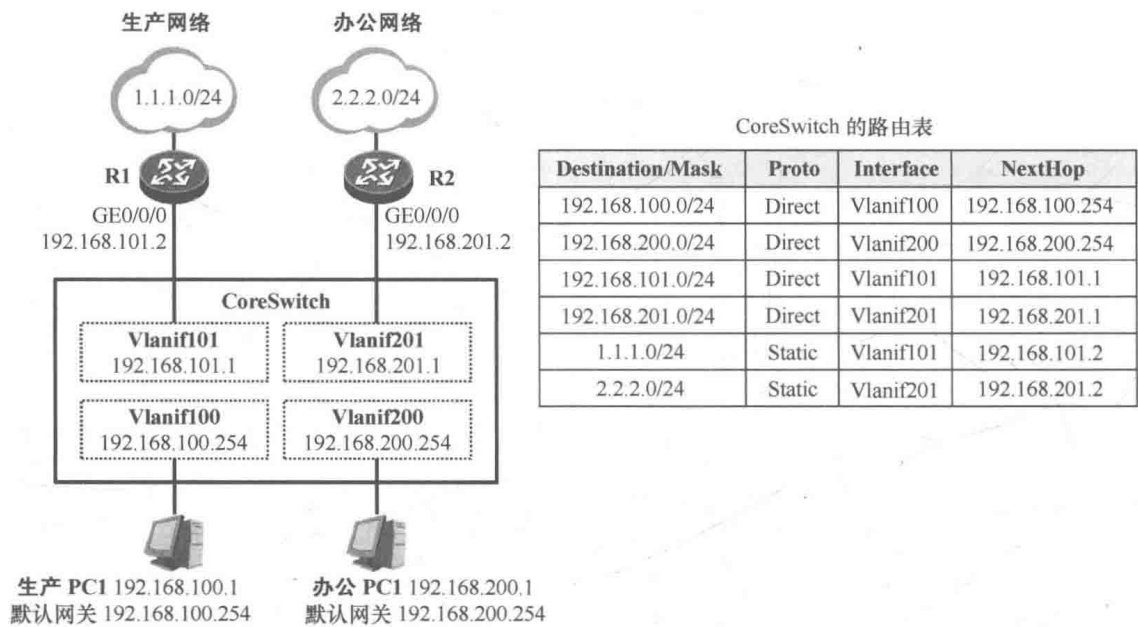 生产网络 办公网络
1.1.1.0/24 2.2.2.0/24
R1 R2
GE0/0/0 GE0/0/0
192.168.101.2 192.168.201.2
CoreSwitch
Vlanif101 Vlanif201
192.168.101.1 192.168.201.1
Vlanif100 Vlanif200
192.168.100.254 192.168.200.254
生产 PC1 192.168.100.1 办公 PC1 192.168.200.1
默认网关 192.168.100.254 默认网关 192.168.200.254
CoreSwitch 的路由表
Destination/Mask Proto Interface NextHop
192.168.100.0/24 Direct Vlanif100 192.168.100.254
192.168.200.0/24 Direct Vlanif200 192.168.200.254
192.168.101.0/24 Direct Vlanif101 192.168.101.1
192.168.201.0/24 Direct Vlanif201 192.168.201.1
1.1.1.0/24 Static Vlanif101 192.168.101.2
2.2.2.0/24 Static Vlanif201 192.168.201.2